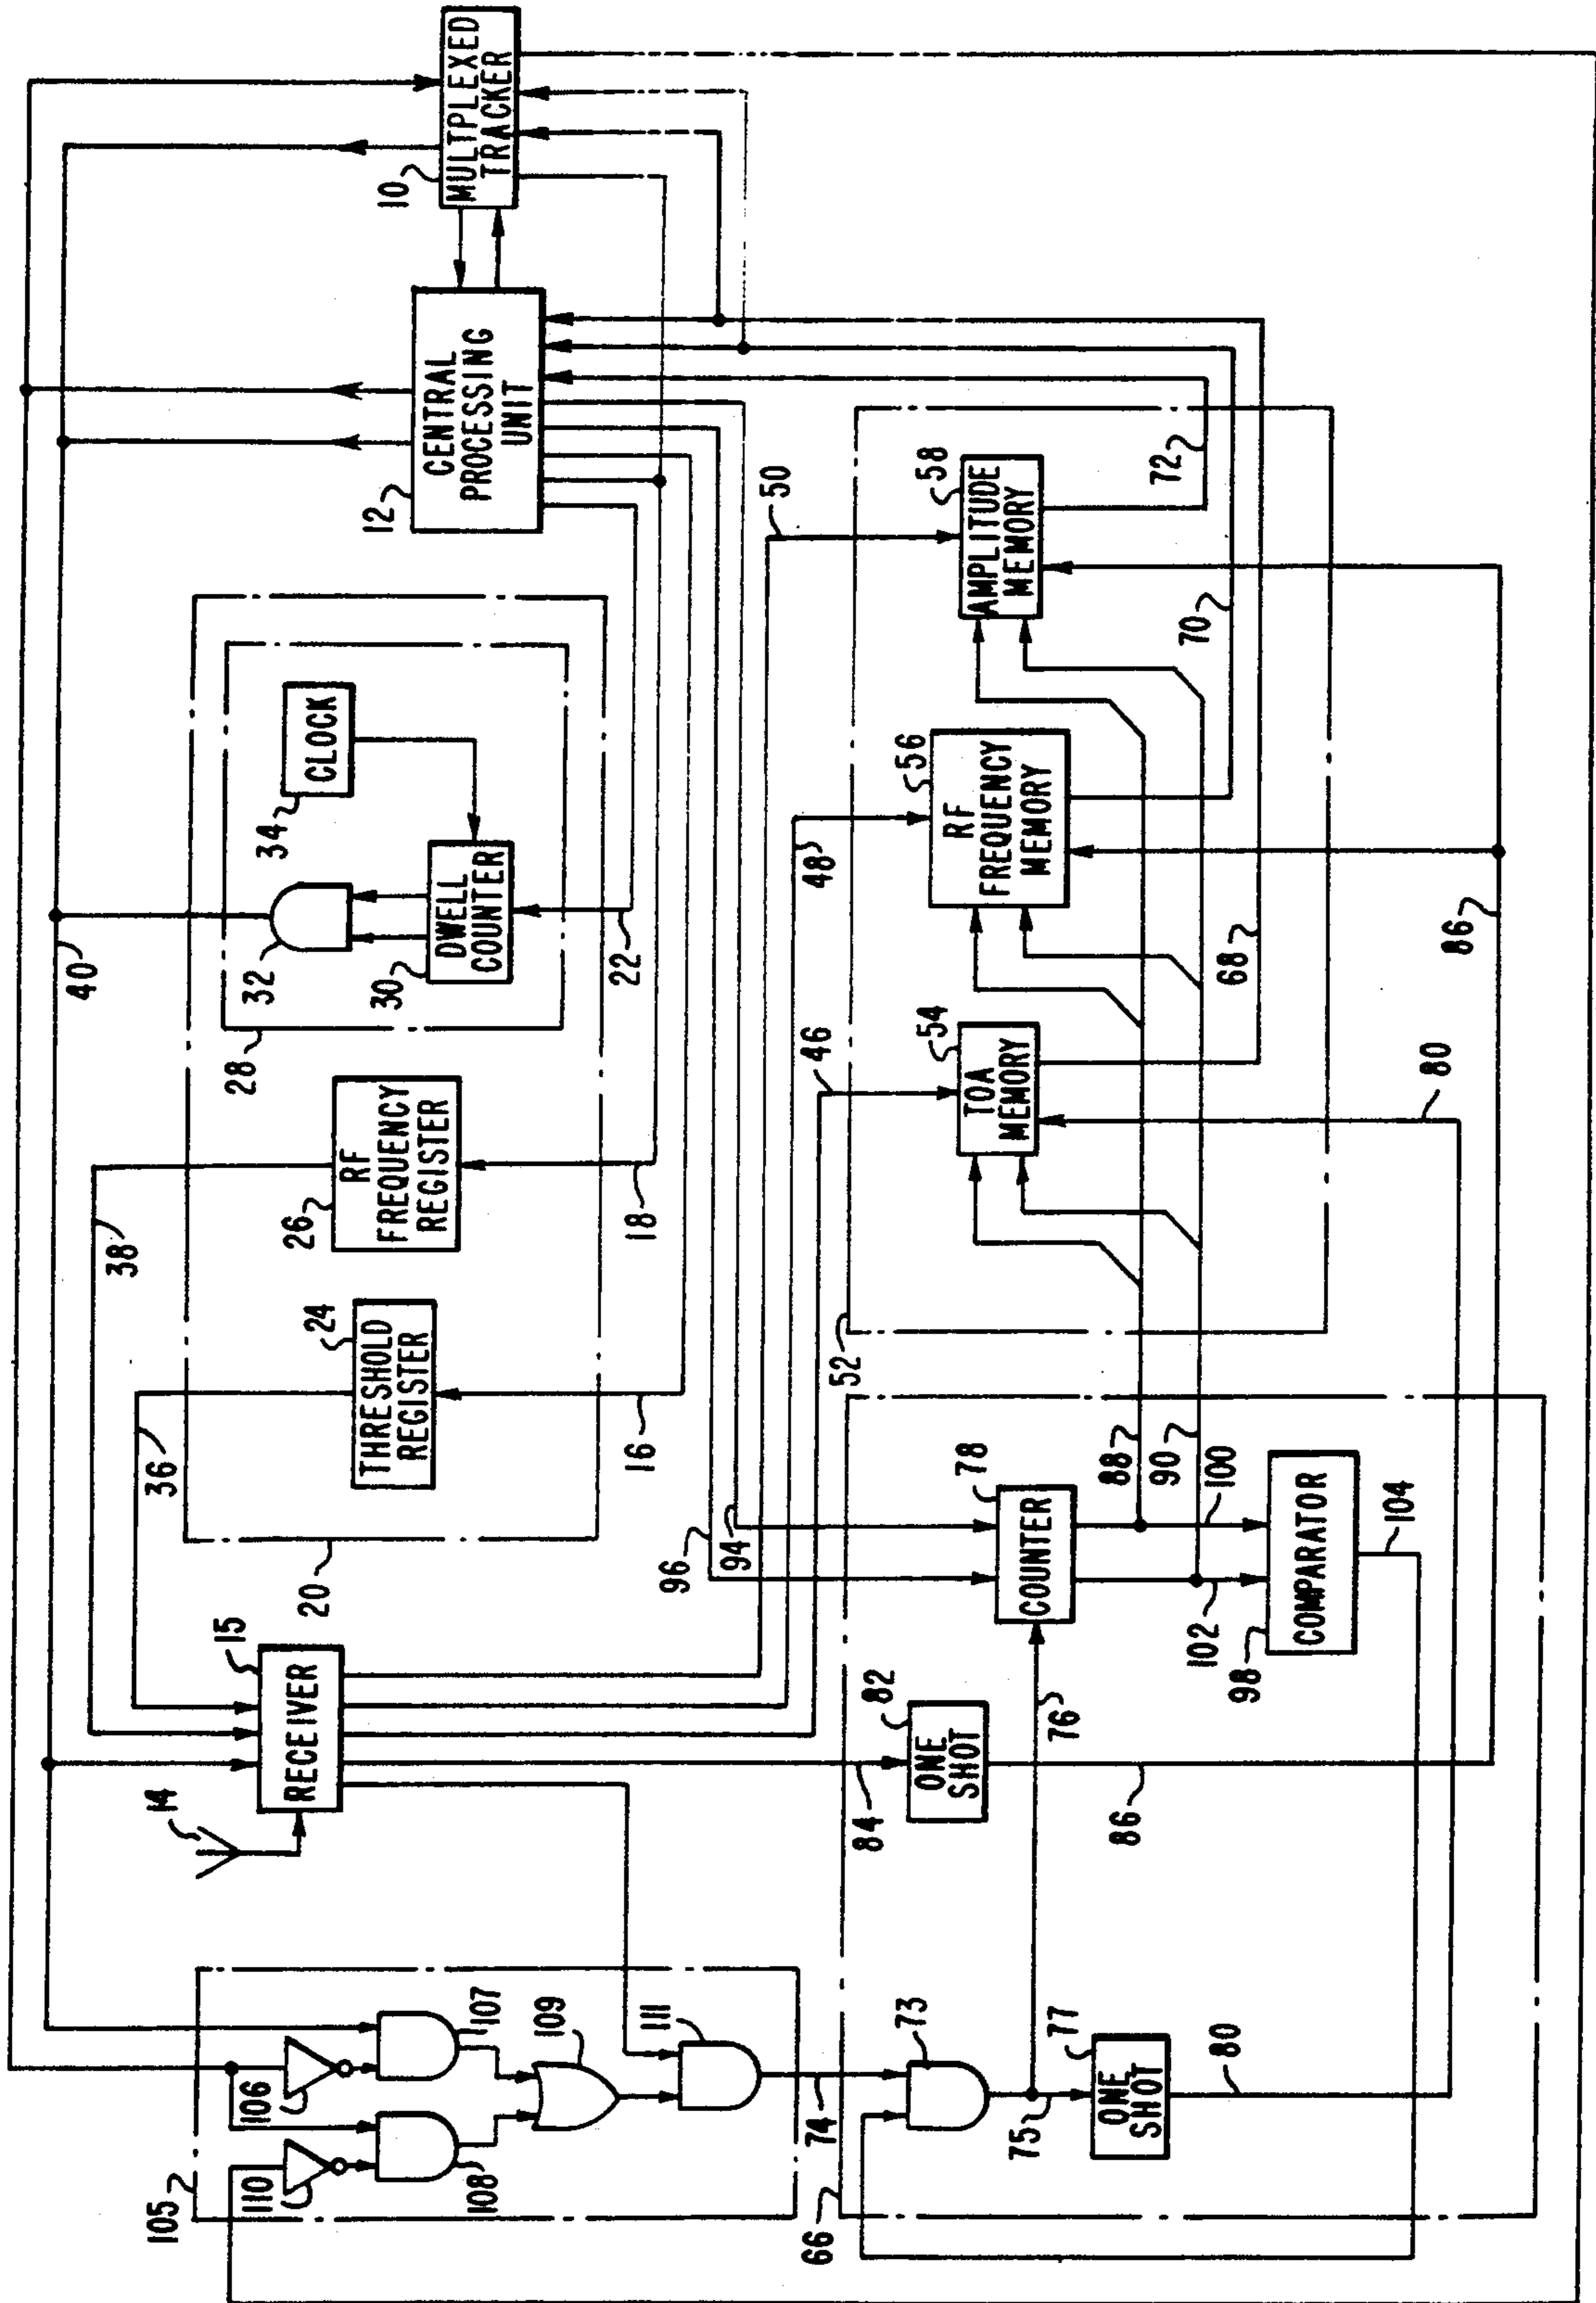 MULTPLEXED
TRACKER
10
CENTRAL
PROCESSING
UNIT
12
40
34
CLOCK
32
30
DWELL
COUNTER
28
22
38
26
RF
FREQUENCY
REGISTER
18
36
24
THRESHOLD
REGISTER
16
20
14
15
RECEIVER
105
110
106
107
108
109
111
74
50
58
AMPLITUDE
MEMORY
72
70
48
56
RF
FREQUENCY
MEMORY
68
46
54
TOA
MEMORY
52
86
80
96
94
78
COUNTER
88
90
100
102
98
COMPARATOR
104
82
ONE
SHOT
84
86
76
73
75
77
ONE
SHOT
80
66